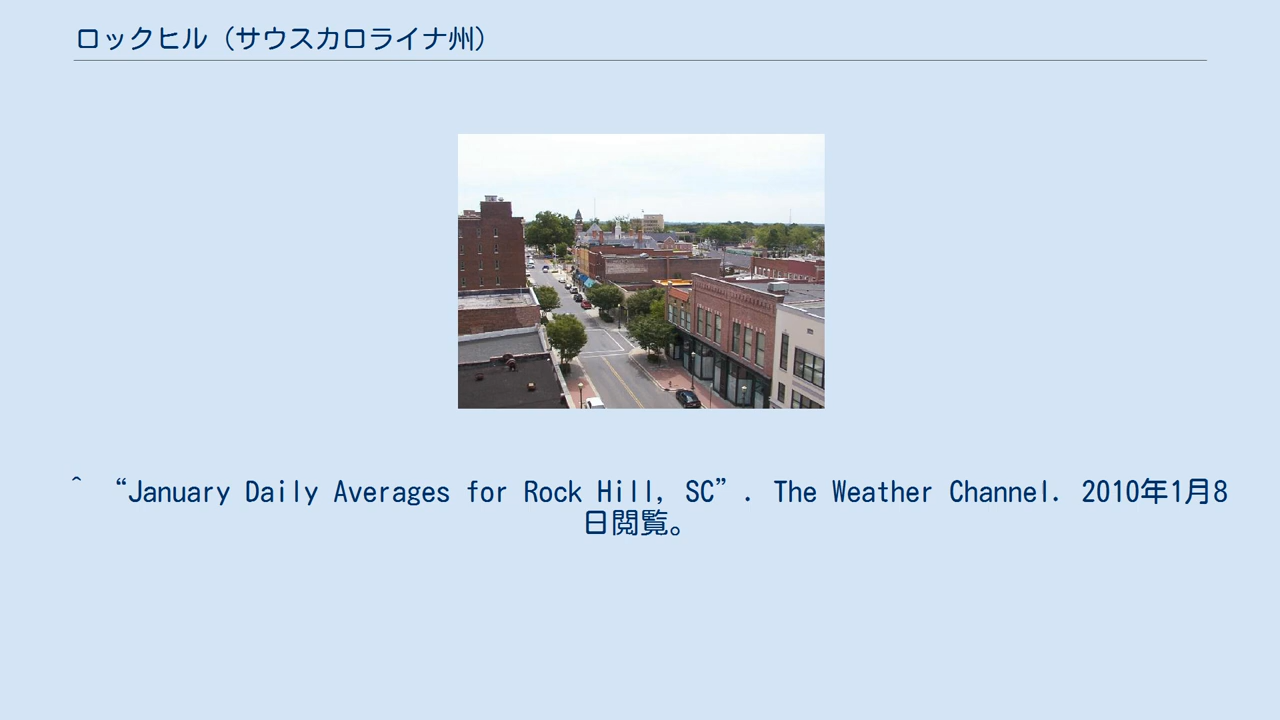 ロックヒル（サウスカロライナ州）
^ “January Daily Averages for Rock Hill, SC”. The Weather Channel. 2010年1月8
日閲覧。